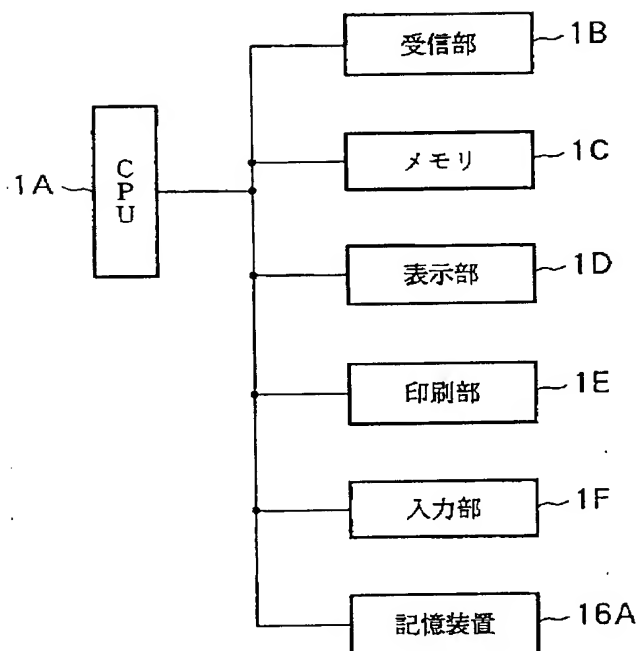 受信部 1B
メモリ 1C
1A CPU
表示部 1D
印刷部 1E
入力部 1F
記憶装置 16A